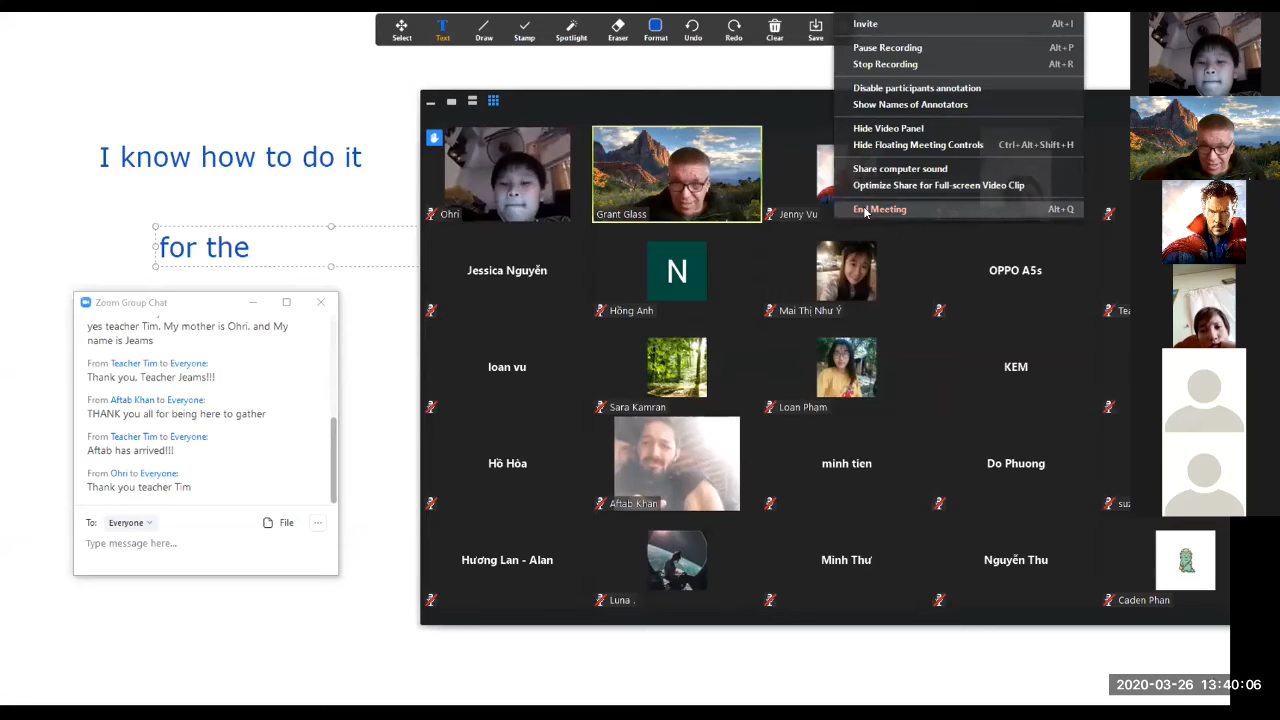 Select
Text
Draw
Stamp
Spotlight
Eraser
Format
Undo
Redo
Clear
Save
Invite Alt+I
Pause Recording Alt+P
Stop Recording Alt+R
Disable participants annotation
Show Names of Annotators
Hide Video Panel
Hide Floating Meeting Controls Ctrl+Alt+Shift+H
Share computer sound
Optimize Share for Full-screen Video Clip
End Meeting Alt+Q
I know how to do it
for the
Zoom Group Chat
yes teacher Tim. My mother is Ohri. and My
name is Jeams
From Teacher Tim to Everyone:
Thank you, Teacher Jeams!!!
From Aftab Khan to Everyone:
THANK you all for being here to gather
From Teacher Tim to Everyone:
Aftab has arrived!!!
From Ohri to Everyone:
Thank you teacher Tim
To: Everyone
File
Type message here...
Ohri
Grant Glass
Jenny Vu
Jessica Nguyễn
N
Hồng Anh
Mai Thị Như Ý
OPPO A5s
Tea
loan vu
Sara Kamran
Loan Phạm
KEM
Hồ Hòa
Aftab Khan
minh tien
Do Phuong
suz
Hương Lan - Alan
Luna .
Minh Thư
Nguyễn Thu
Caden Phan
2020-03-26 13:40:06